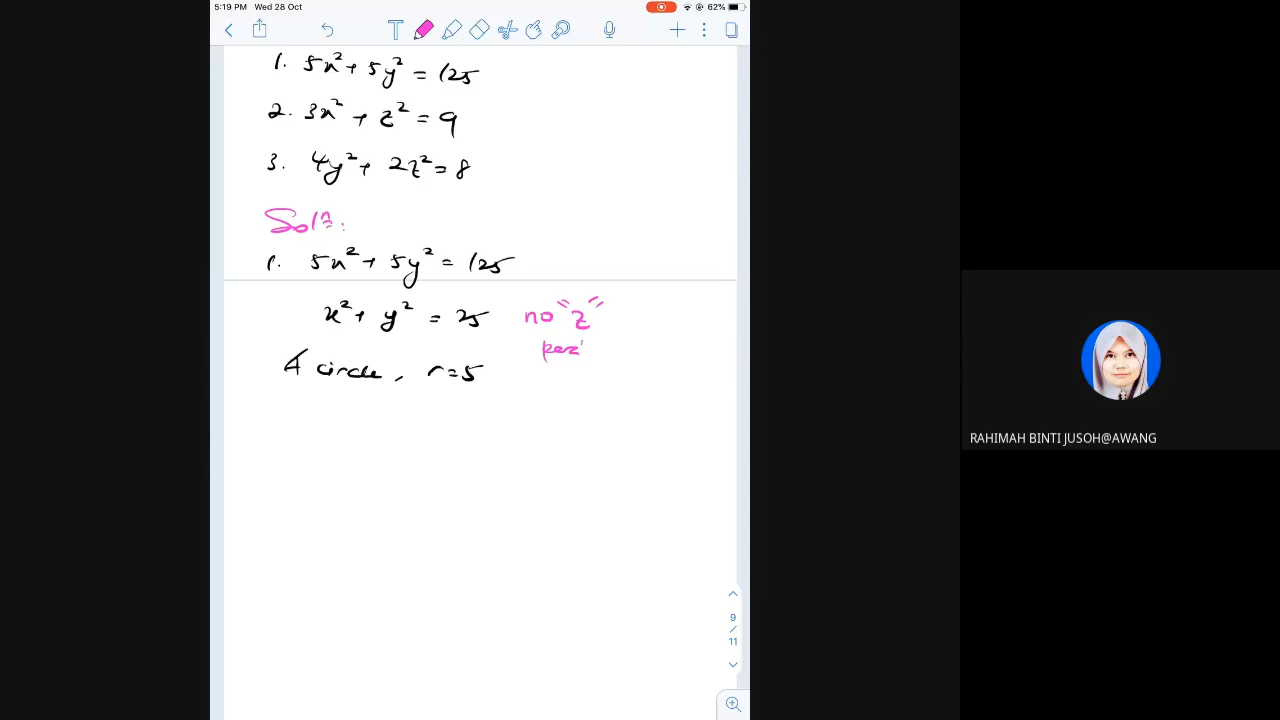 5:19 PM Wed 28 Oct
62%
1. 5x² + 5y² = 125
2. 3x² + z² = 9
3. 4y² + 2z² = 8
Solⁿ:
1. 5x² + 5y² = 125
x² + y² = 25 no "z"
A circle, r=5
9
/
11
RAHIMAH BINTI JUSOH@AWANG